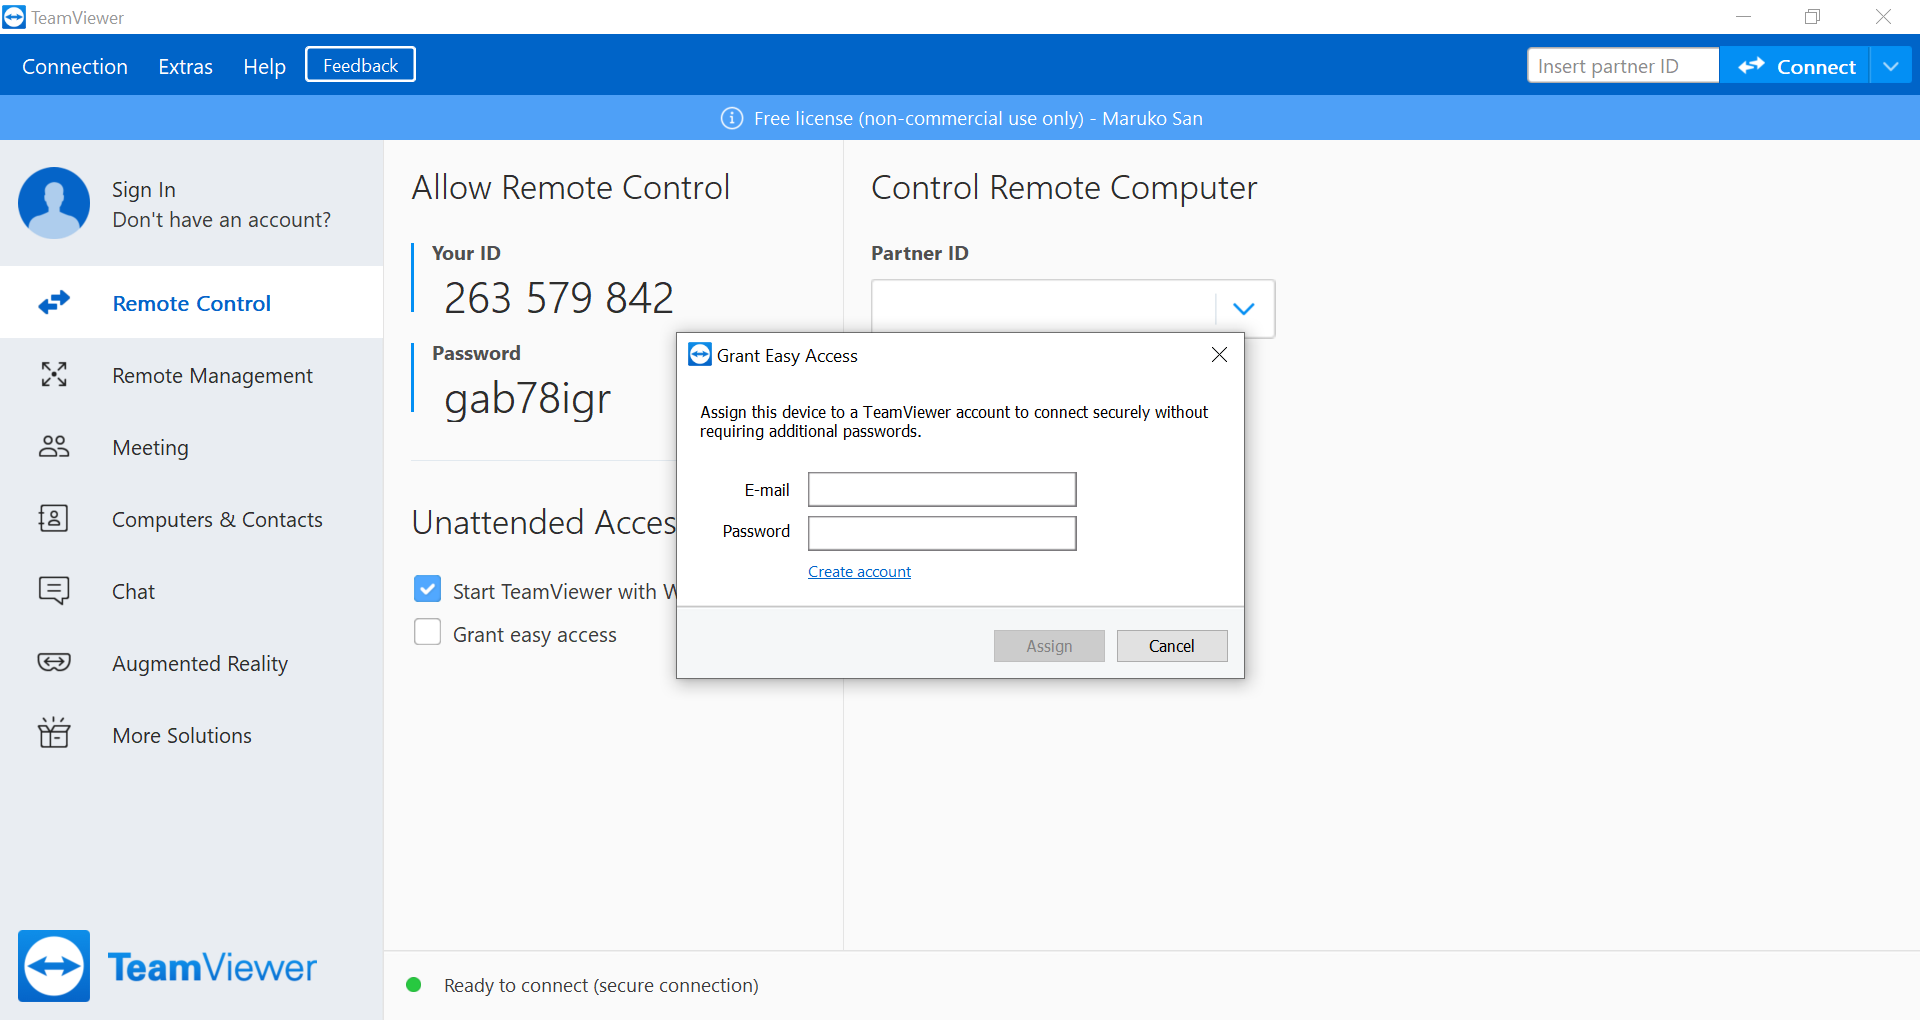 TeamViewer
Connection Extras Help Feedback
Insert partner ID Connect
Free license (non-commercial use only) - Maruko San
Sign In
Don't have an account?
Remote Control
Remote Management
Meeting
Computers & Contacts
Chat
Augmented Reality
More Solutions
TeamViewer
Allow Remote Control
Your ID
263 579 842
Password
gab78igr
Unattended Acces
Start TeamViewer with W
Grant easy access
Control Remote Computer
Partner ID
Grant Easy Access
Assign this device to a TeamViewer account to connect securely without
requiring additional passwords.
E-mail
Password
Create account
Assign Cancel
Ready to connect (secure connection)